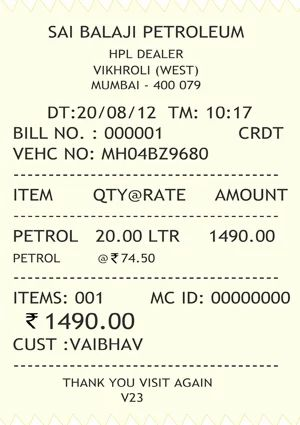 SAI BALAJI PETROLEUM
HPL DEALER
VIKHROLI (WEST)
MUMBAI - 400 079
DT:20/08/12 TM: 10:17
BILL NO. : 000001 CRDT
VEHC NO: MH04BZ9680
ITEM QTY@RATE AMOUNT
PETROL 20.00 LTR 1490.00
PETROL @ ₹ 74.50
ITEMS: 001 MC ID: 00000000
₹ 1490.00
CUST :VAIBHAV
THANK YOU VISIT AGAIN
V23